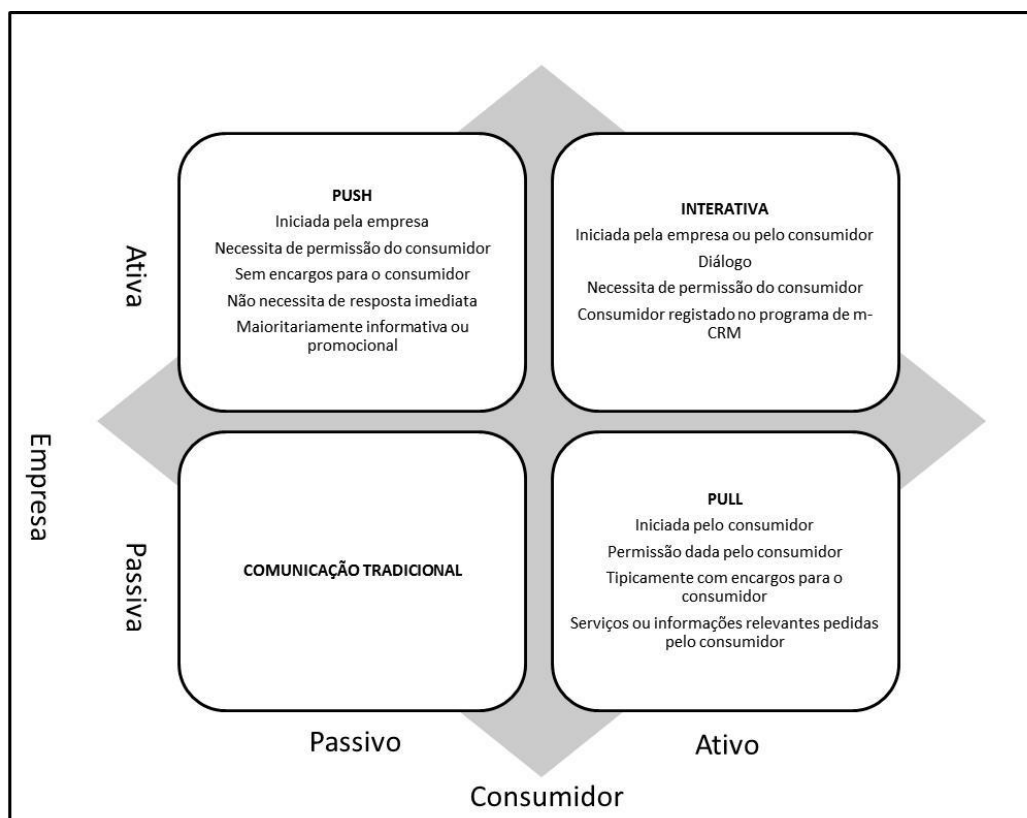 PUSH
Iniciada pela empresa
Necessita de permissão do consumidor
Sem encargos para o consumidor
Não necessita de resposta imediata
Maioritariamente informativa ou
promocional
INTERATIVA
Iniciada pela empresa ou pelo consumidor
Diálogo
Necessita de permissão do consumidor
Consumidor registado no programa de m-
CRM
Ativa
Empresa
Passiva
COMUNICAÇÃO TRADICIONAL
PULL
Iniciada pelo consumidor
Permissão dada pelo consumidor
Tipicamente com encargos para o
consumidor
Serviços ou informações relevantes pedidas
pelo consumidor
Passivo
Ativo
Consumidor